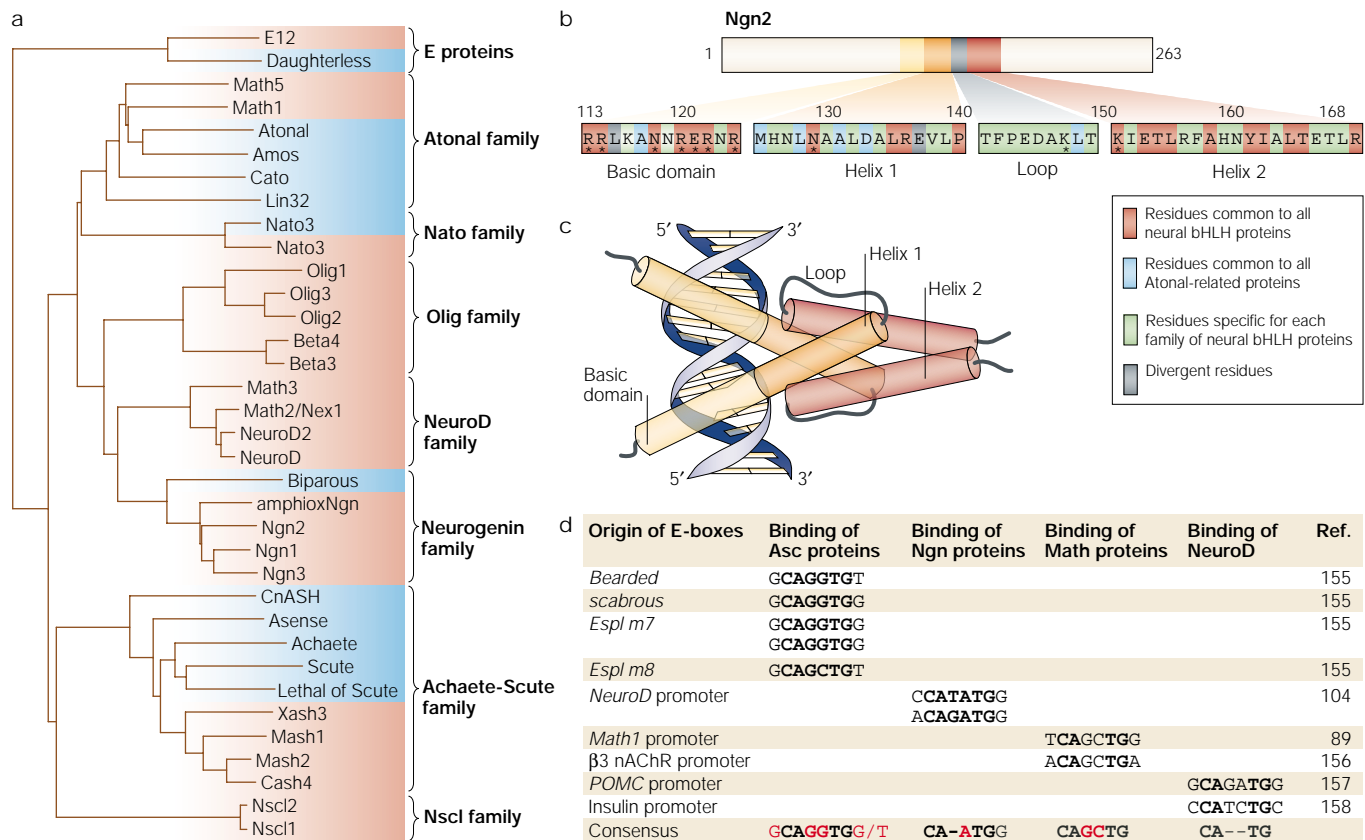 a
E12
Daughterless
E proteins
Math5
Math1
Atonal
Amos
Cato
Lin32
Atonal family
Nato3
Nato3
Nato family
Olig1
Olig3
Olig2
Beta4
Beta3
Olig family
Math3
Math2/Nex1
NeuroD2
NeuroD
NeuroD
family
Biparous
amphioxNgn
Ngn2
Ngn1
Ngn3
Neurogenin
family
CnASH
Asense
Achaete
Scute
Lethal of Scute
Xash3
Mash1
Mash2
Cash4
Achaete-Scute
family
Nscl2
Nscl1
Nscl family
b
Ngn2
1 263
113 120 130 140 150 160 168
RRLKANNRERNR MHNLNAALDALREVLP TFPEDAKLT KIETLRFAHNYIALTETLR
* * * * * * * * * *
Basic domain Helix 1 Loop Helix 2
Residues common to all
neural bHLH proteins
Residues common to all
Atonal-related proteins
Residues specific for each
family of neural bHLH proteins
Divergent residues
c
5′ 3′
Loop
Helix 1
Helix 2
Basic
domain
5′ 3′
d
Origin of E-boxes Binding of Asc proteins Binding of Ngn proteins Binding of Math proteins Binding of NeuroD Ref.
Bearded GCAGGTGT 155
scabrous GCAGGTGG 155
Espl m7 GCAGGTGG 155
GCAGGTGG
Espl m8 GCAGCTGT 155
NeuroD promoter CCATATGG 104
ACAGATGG
Math1 promoter TCAGCTGG 89
β3 nAChR promoter ACAGCTGA 156
POMC promoter GCAGATGG 157
Insulin promoter CCATCTGC 158
Consensus GCAGGTGG/T CA-ATGG CAGCTG CA--TG